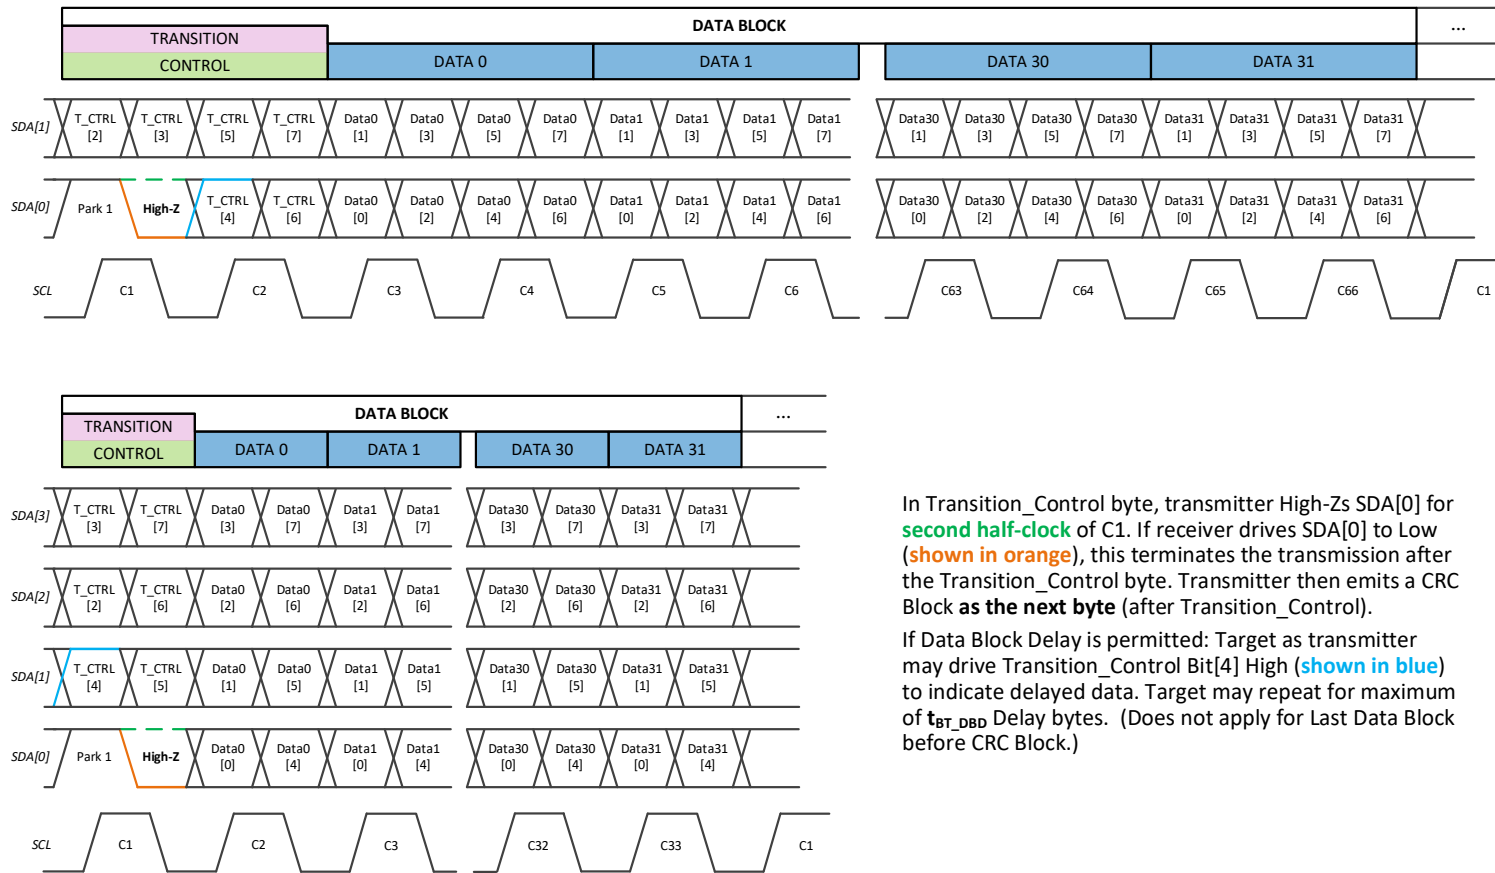 DATA BLOCK ...
TRANSITION
CONTROL DATA 0 DATA 1 DATA 30 DATA 31
SDA[1] T_CTRL [2] T_CTRL [3] T_CTRL [5] T_CTRL [7] Data0 [1] Data0 [3] Data0 [5] Data0 [7] Data1 [1] Data1 [3] Data1 [5] Data1 [7] Data30 [1] Data30 [3] Data30 [5] Data30 [7] Data31 [1] Data31 [3] Data31 [5] Data31 [7]
SDA[0] Park 1 High-Z T_CTRL [4] T_CTRL [6] Data0 [0] Data0 [2] Data0 [4] Data0 [6] Data1 [0] Data1 [2] Data1 [4] Data1 [6] Data30 [0] Data30 [2] Data30 [4] Data30 [6] Data31 [0] Data31 [2] Data31 [4] Data31 [6]
SCL C1 C2 C3 C4 C5 C6 C63 C64 C65 C66 C1
DATA BLOCK ...
TRANSITION
CONTROL DATA 0 DATA 1 DATA 30 DATA 31
SDA[3] T_CTRL [3] T_CTRL [7] Data0 [3] Data0 [7] Data1 [3] Data1 [7] Data30 [3] Data30 [7] Data31 [3] Data31 [7]
SDA[2] T_CTRL [2] T_CTRL [6] Data0 [2] Data0 [6] Data1 [2] Data1 [6] Data30 [2] Data30 [6] Data31 [2] Data31 [6]
SDA[1] T_CTRL [4] T_CTRL [5] Data0 [1] Data0 [5] Data1 [1] Data1 [5] Data30 [1] Data30 [5] Data31 [1] Data31 [5]
SDA[0] Park 1 High-Z Data0 [0] Data0 [4] Data1 [0] Data1 [4] Data30 [0] Data30 [4] Data31 [0] Data31 [4]
SCL C1 C2 C3 C32 C33 C1
In Transition_Control byte, transmitter High-Zs SDA[0] for
second half-clock of C1. If receiver drives SDA[0] to Low
(shown in orange), this terminates the transmission after
the Transition_Control byte. Transmitter then emits a CRC
Block as the next byte (after Transition_Control).
If Data Block Delay is permitted: Target as transmitter
may drive Transition_Control Bit[4] High (shown in blue)
to indicate delayed data. Target may repeat for maximum
of tBT_DBD Delay bytes. (Does not apply for Last Data Block
before CRC Block.)